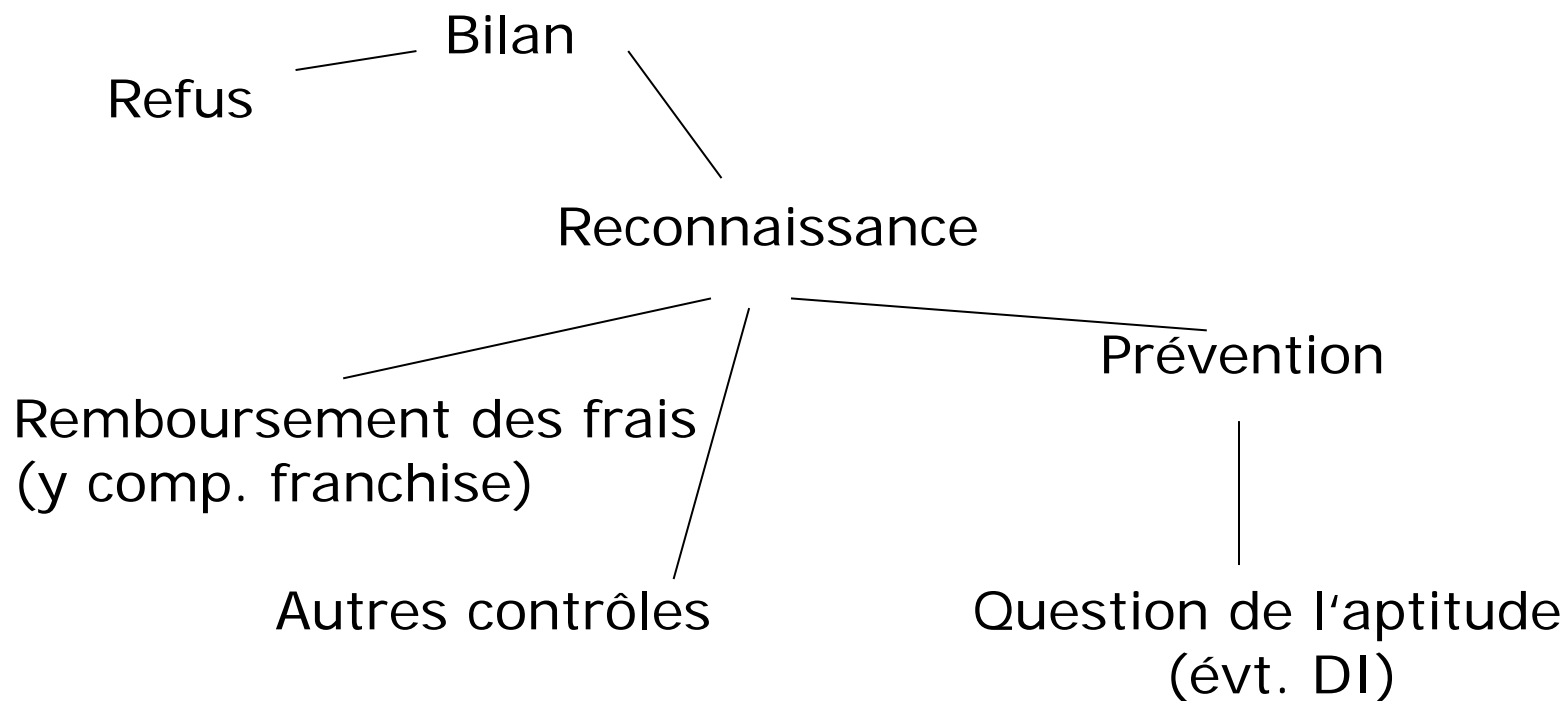 Bilan
Refus
Reconnaissance
Prévention
Remboursement des frais
(y comp. franchise)
Autres contrôles
Question de l‘aptitude
(évt. DI)